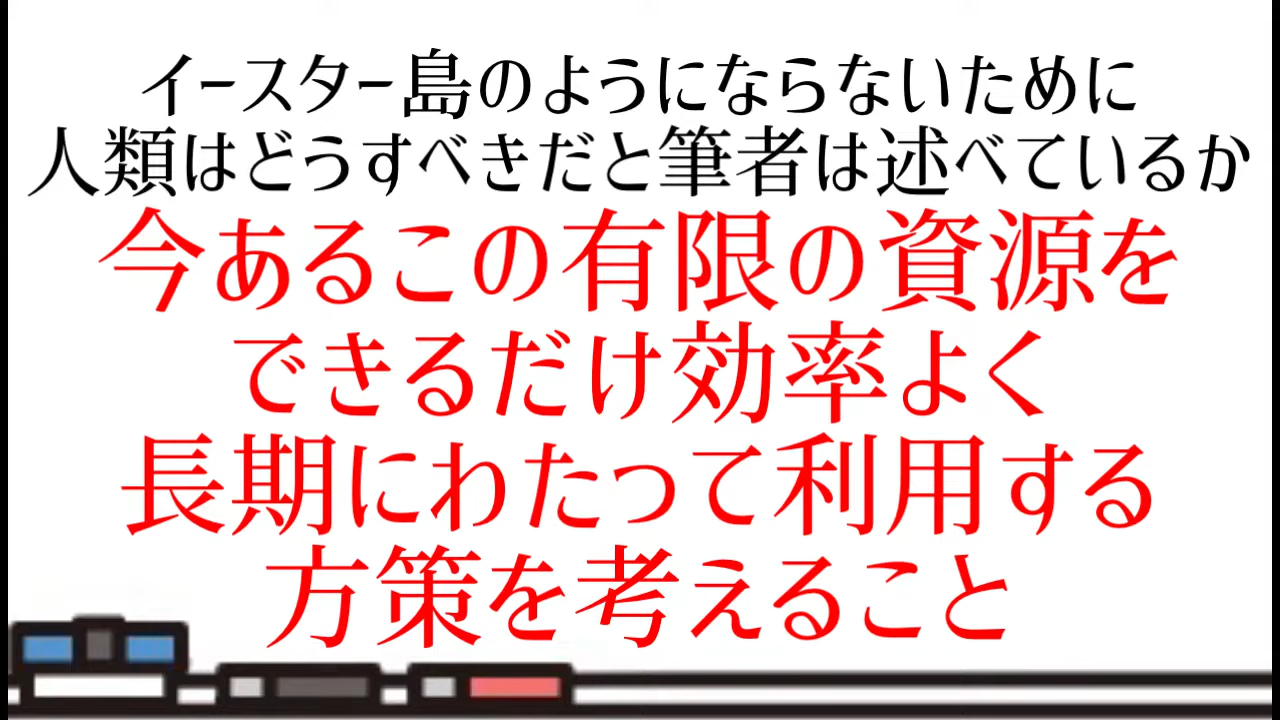 イースター島のようにならないために
人類はどうすべきだと筆者は述べているか
今あるこの有限の資源を
できるだけ効率よく
長期にわたって利用する
方策を考えること